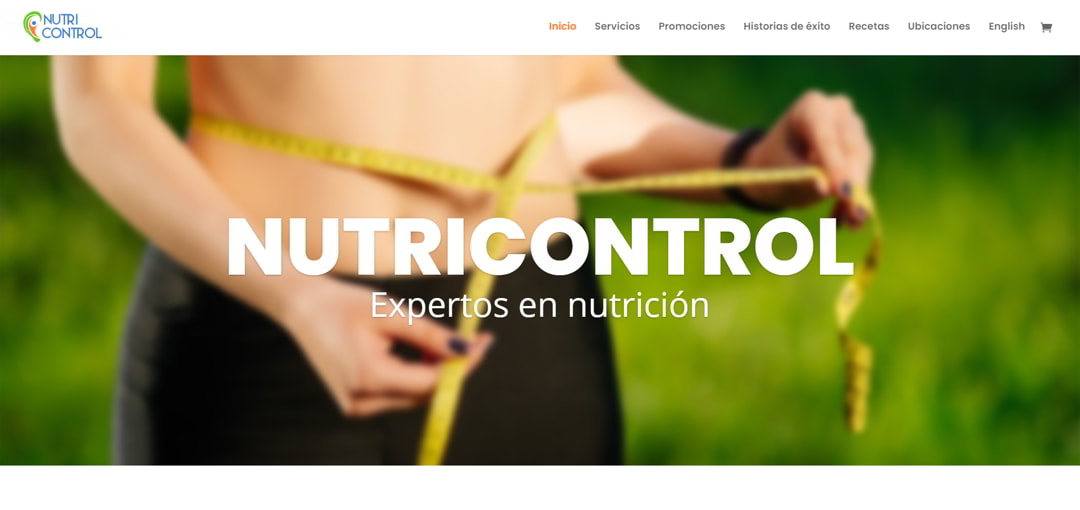 NUTRI
CONTROL
Inicio
Servicios
Promociones
Historias de éxito
Recetas
Ubicaciones
English
NUTRICONTROL
Expertos en nutrición